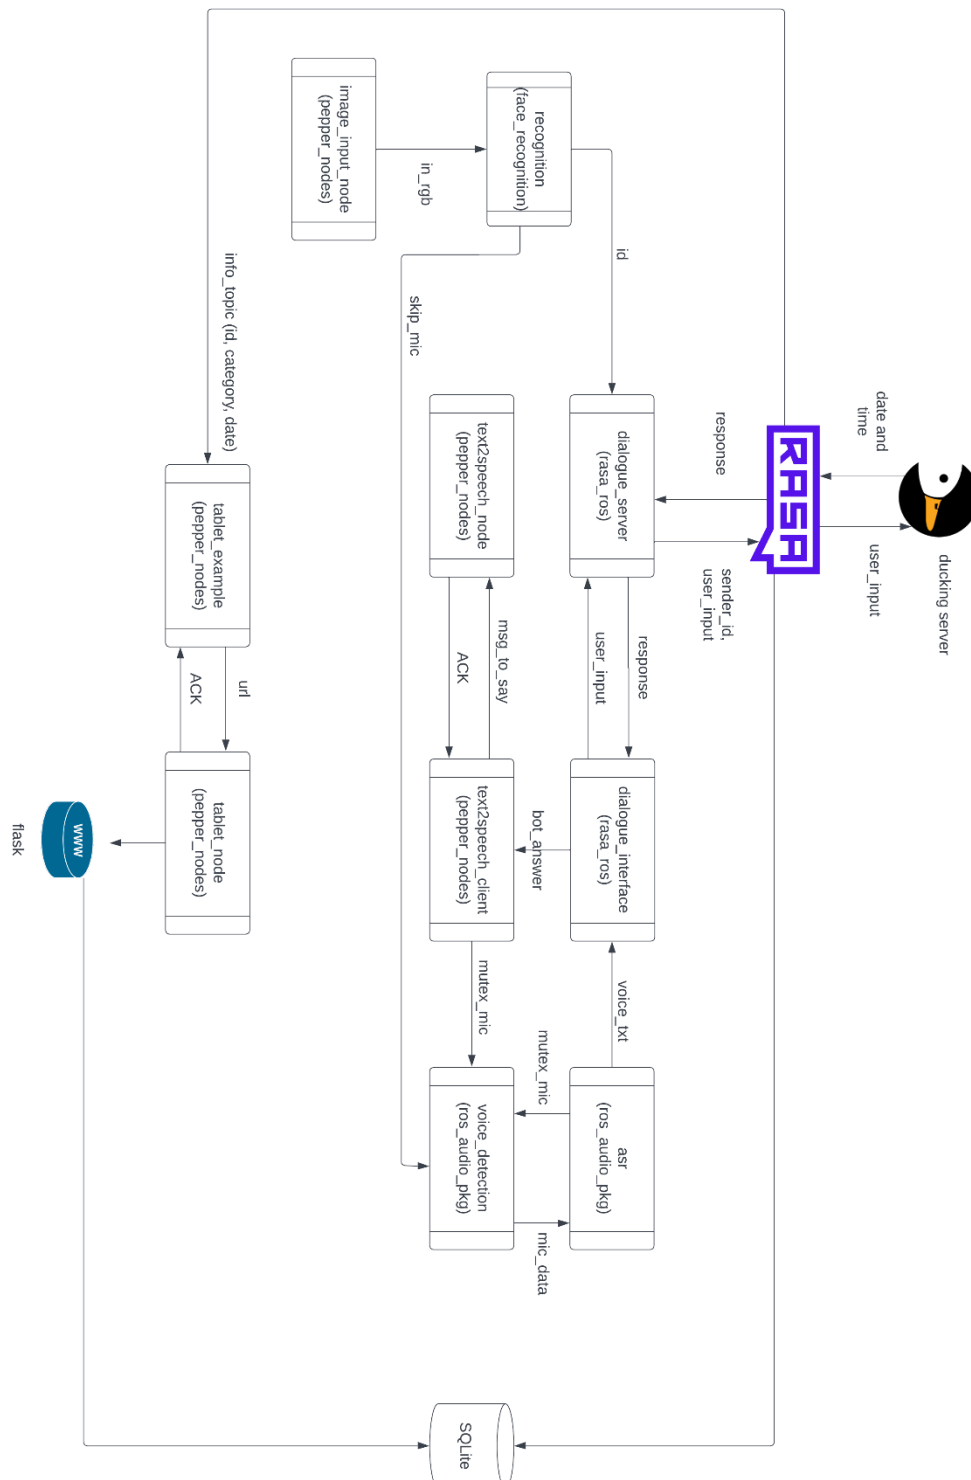 ducking server
date and
time
user_input
RASA
response
sender_id,
user_input
recognition
(face_recognition)
id
image_input_node
(pepper_nodes)
in_rgb
skip_mic
dialogue_server
(rasa_ros)
response
user_input
dialogue_interface
(rasa_ros)
voice_txt
asr
(ros_audio_pkg)
text2speech_node
(pepper_nodes)
msg_to_say
ACK
text2speech_client
(pepper_nodes)
bot_answer
mutex_mic
mutex_mic
voice_detection
(ros_audio_pkg)
mic_data
SQLite
info_topic (id, category, date)
tablet_example
(pepper_nodes)
url
ACK
tablet_node
(pepper_nodes)
www
flask